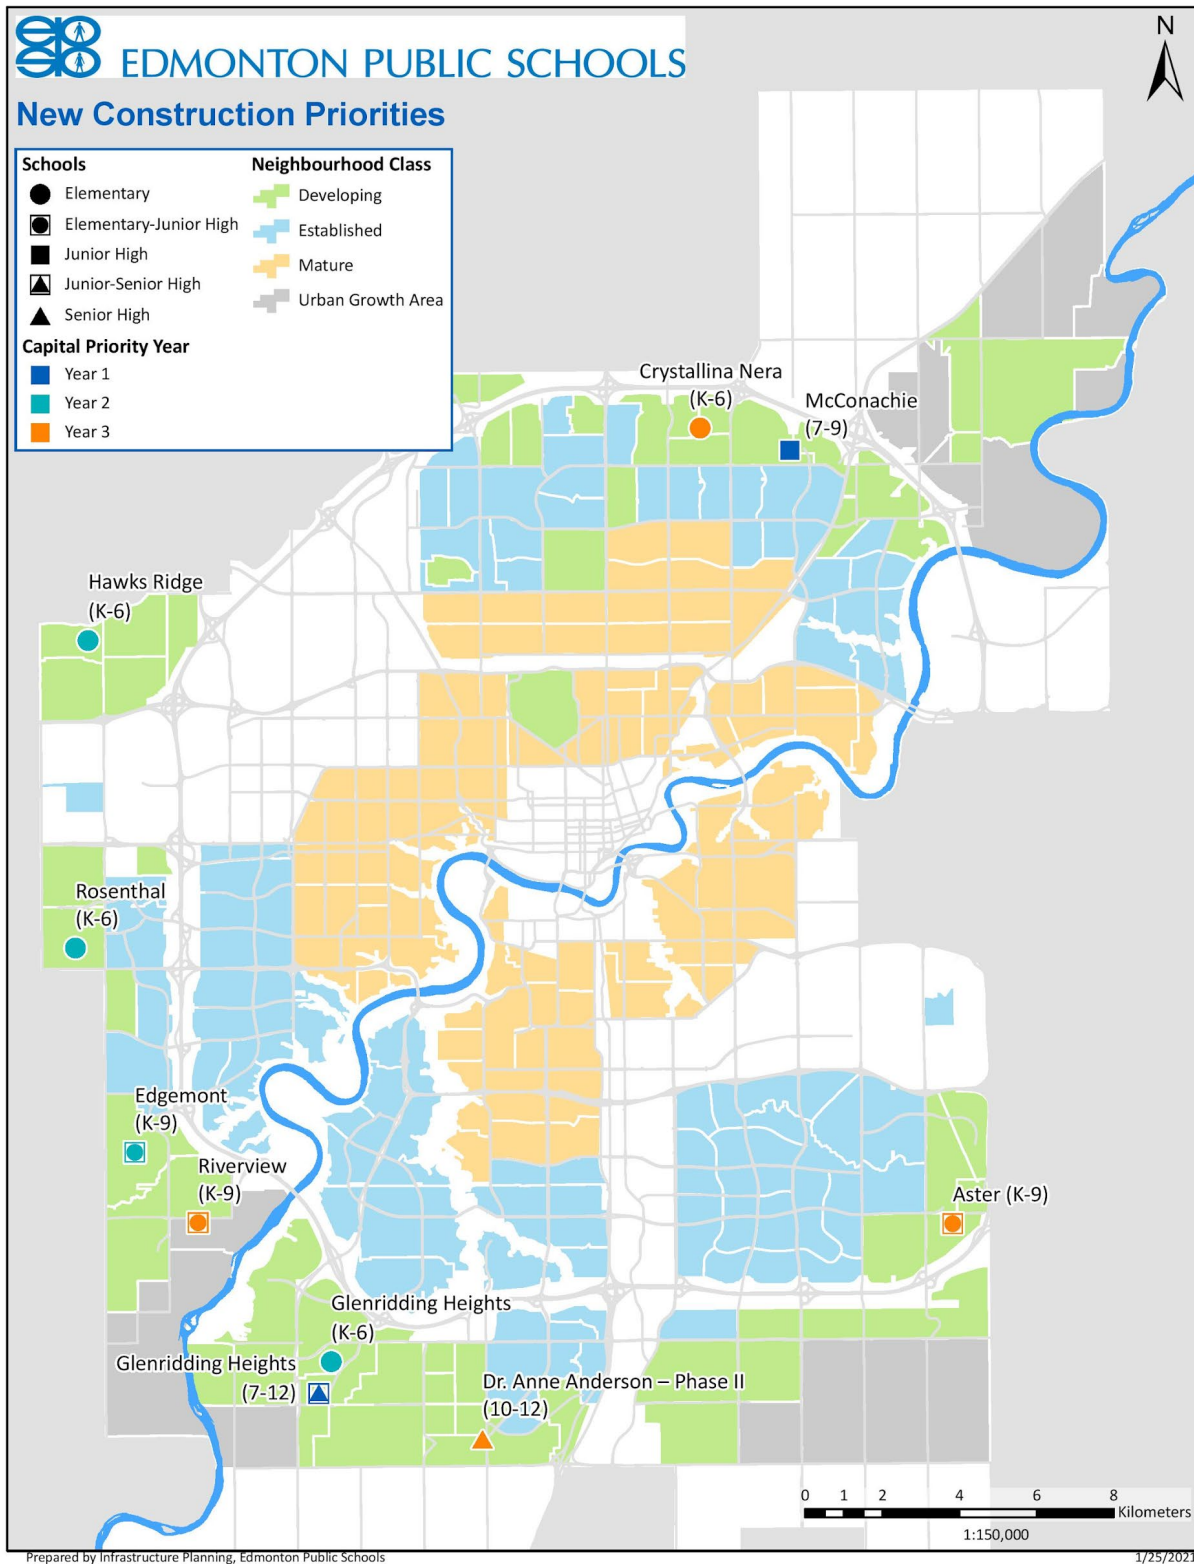 N
EDMONTON PUBLIC SCHOOLS
New Construction Priorities
Schools
Elementary
Elementary-Junior High
Junior High
Junior-Senior High
Senior High
Capital Priority Year
Year 1
Year 2
Year 3
Neighbourhood Class
Developing
Established
Mature
Urban Growth Area
Crystallina Nera
(K-6)
McConachie
(7-9)
Hawks Ridge
(K-6)
Rosenthal
(K-6)
Edgemont
(K-9)
Riverview
(K-9)
Aster (K-9)
Glenridding Heights
(K-6)
Glenridding Heights
(7-12)
Dr. Anne Anderson – Phase II
(10-12)
0 1 2 4 6 8
Kilometers
1:150,000
Prepared by Infrastructure Planning, Edmonton Public Schools
1/25/2021